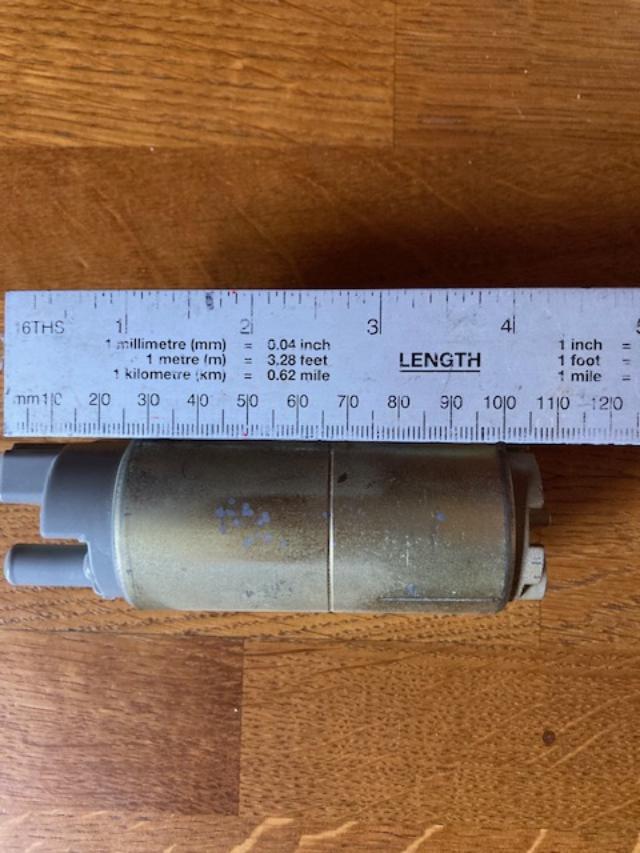 16THS 1 2 3 4 5
1 millimetre (mm) = 0.04 inch 1 inch =
1 metre (m) = 3.28 feet LENGTH 1 foot =
1 kilometre (km) = 0.62 mile 1 mile =
mm 10 20 30 40 50 60 70 80 90 100 110 120